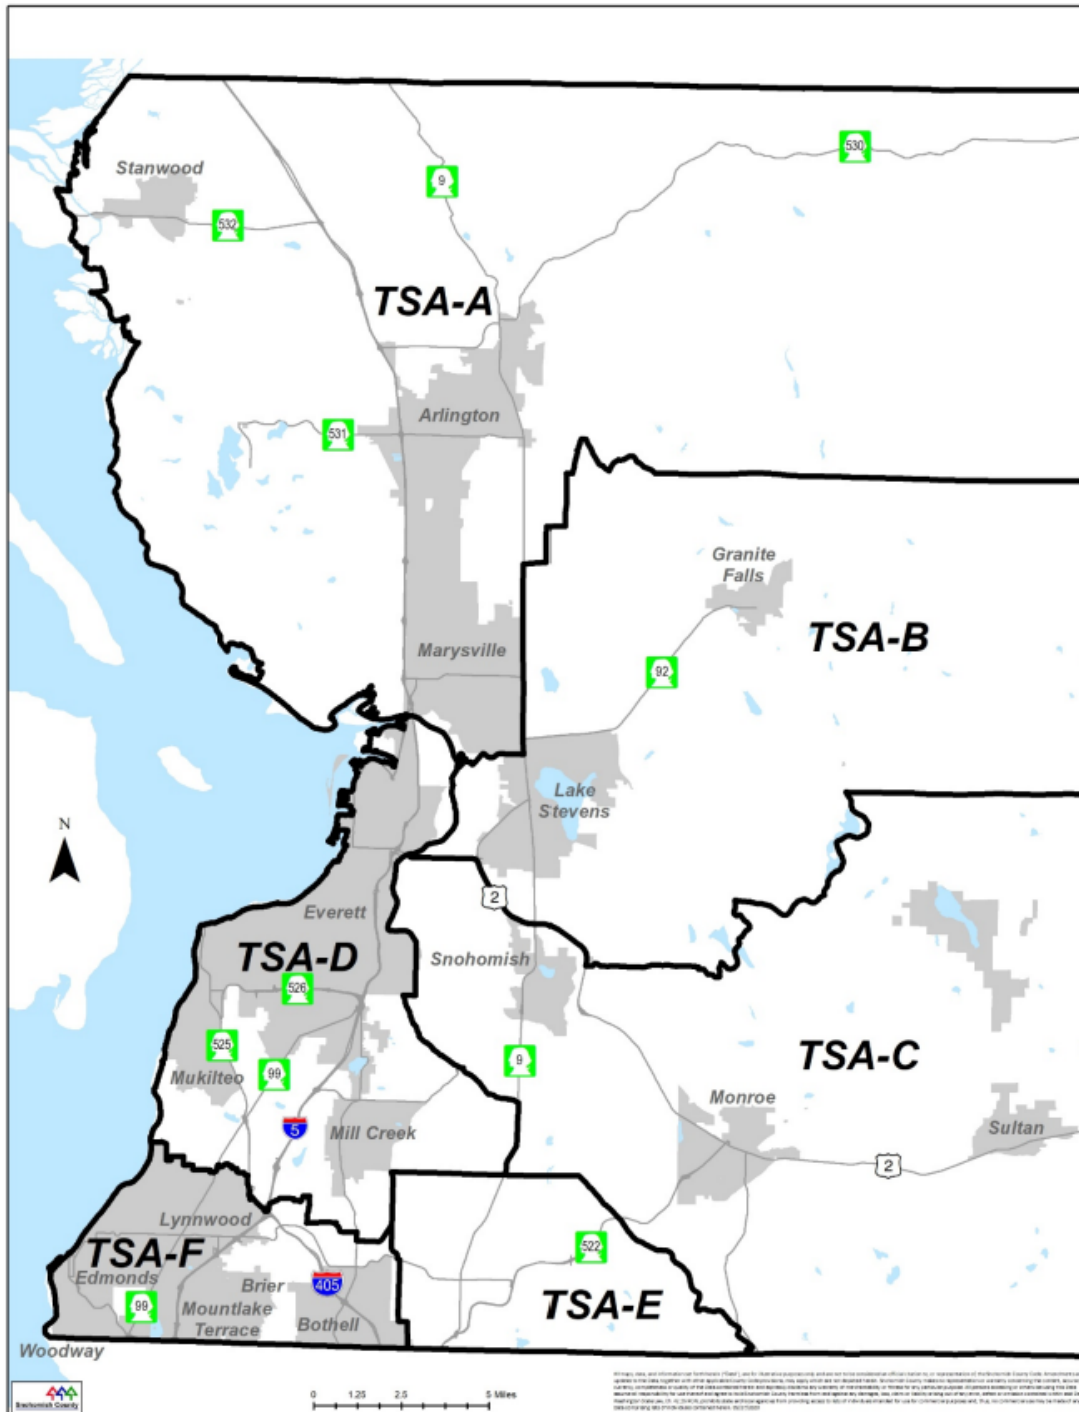 Stanwood
530
9
532
TSA-A
Arlington
531
Granite
Falls
TSA-B
Marysville
92
Lake
Stevens
N
2
Everett
Snohomish
TSA-D
526
525
9
TSA-C
99
Mukilteo
Monroe
5
Mill Creek
Sultan
2
Lynnwood
522
TSA-F
Edmonds
Brier
405
TSA-E
99
Mountlake
Terrace
Bothell
Woodway
Snohomish County
0 1.25 2.5 5 Miles